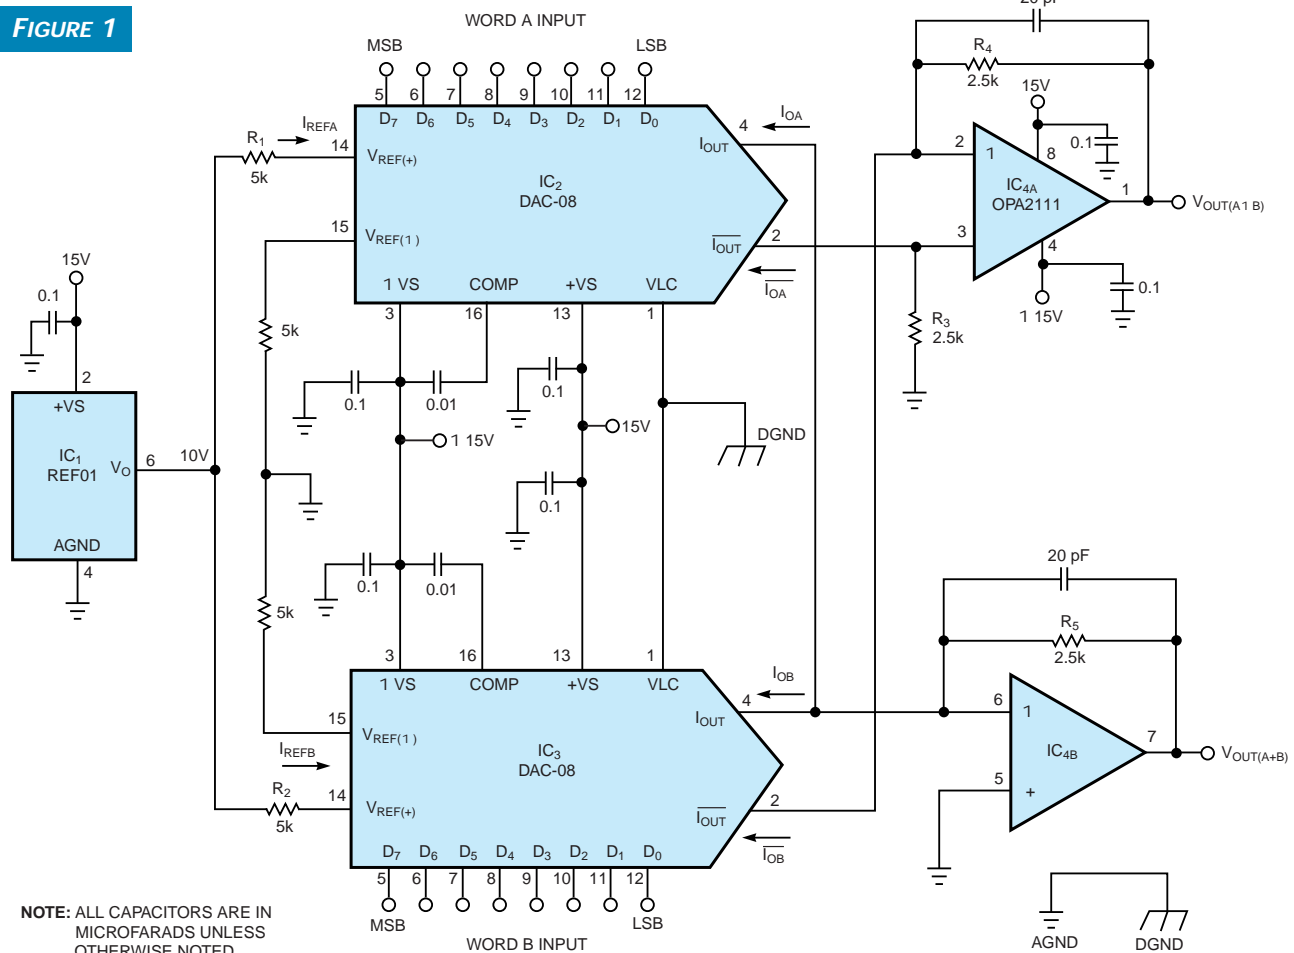 FIGURE 1
WORD A INPUT
MSB
LSB
5 6 7 8 9 10 11 12
D7 D6 D5 D4 D3 D2 D1 D0
R1
5k
IREFA
14
VREF(+)
IC2
DAC-08
15
VREF(1)
4
IOUT
IOA
IOUT
2
IOA
1 VS
COMP
+VS
VLC
3
16
13
1
20 pF
R4
2.5k
15V
0.1
2
1
8
IC4A
OPA2111
1
VOUT(A1 B)
3
4
0.1
1 15V
R3
2.5k
15V
0.1
2
+VS
IC1
REF01
VO
6
10V
AGND
4
5k
0.1
0.01
1 15V
0.1
15V
0.1
DGND
5k
0.1
0.01
3
16
13
1
1 VS
COMP
+VS
VLC
4
IOUT
IOB
15
VREF(1)
IREFB
IC3
DAC-08
R2
5k
14
VREF(+)
IOUT
2
IOB
D7 D6 D5 D4 D3 D2 D1 D0
5 6 7 8 9 10 11 12
MSB
LSB
WORD B INPUT
20 pF
R5
2.5k
6
1
IC4B
7
VOUT(A+B)
5
+
AGND
DGND
NOTE: ALL CAPACITORS ARE IN
MICROFARADS UNLESS
OTHERWISE NOTED.